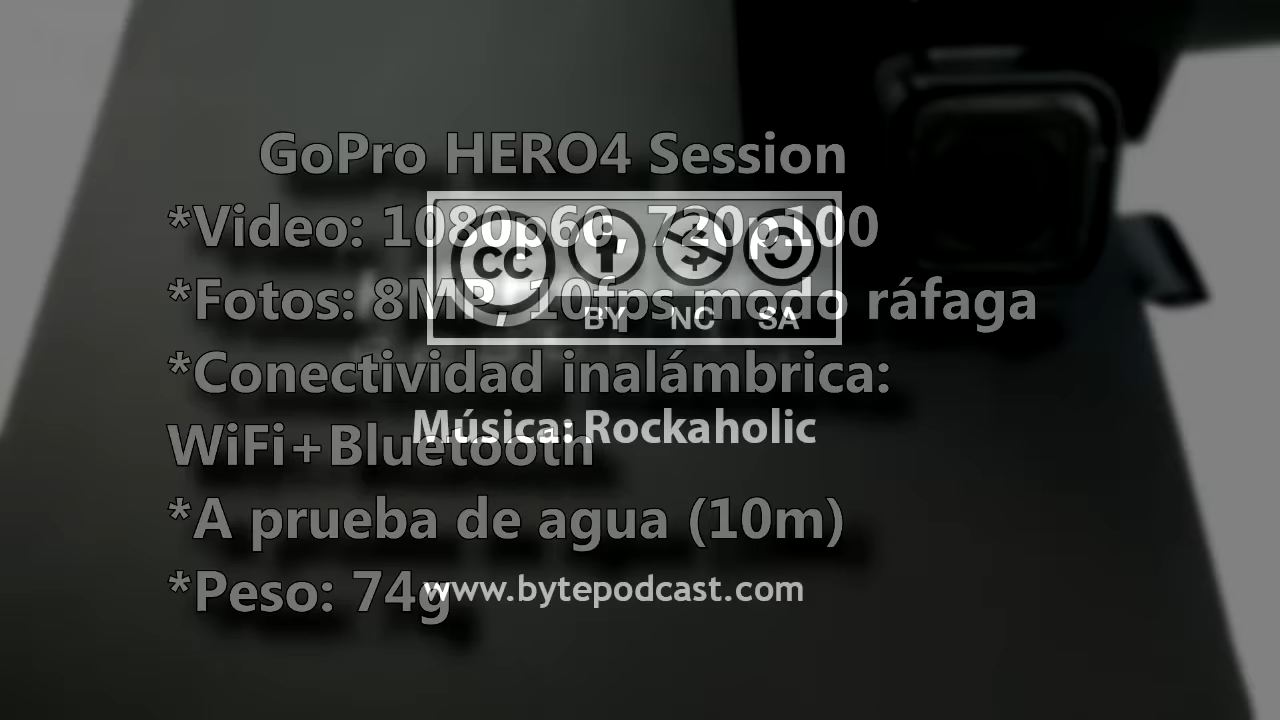 GoPro HERO4 Session
*Video: 1080p60, 720p100
*Fotos: 8MP, 10fps modo ráfaga
*Conectividad inalámbrica:
WiFi+Bluetooth
*A prueba de agua (10m)
*Peso: 74g
CC
BY NC SA
Música: Rockaholic
www.bytepodcast.com